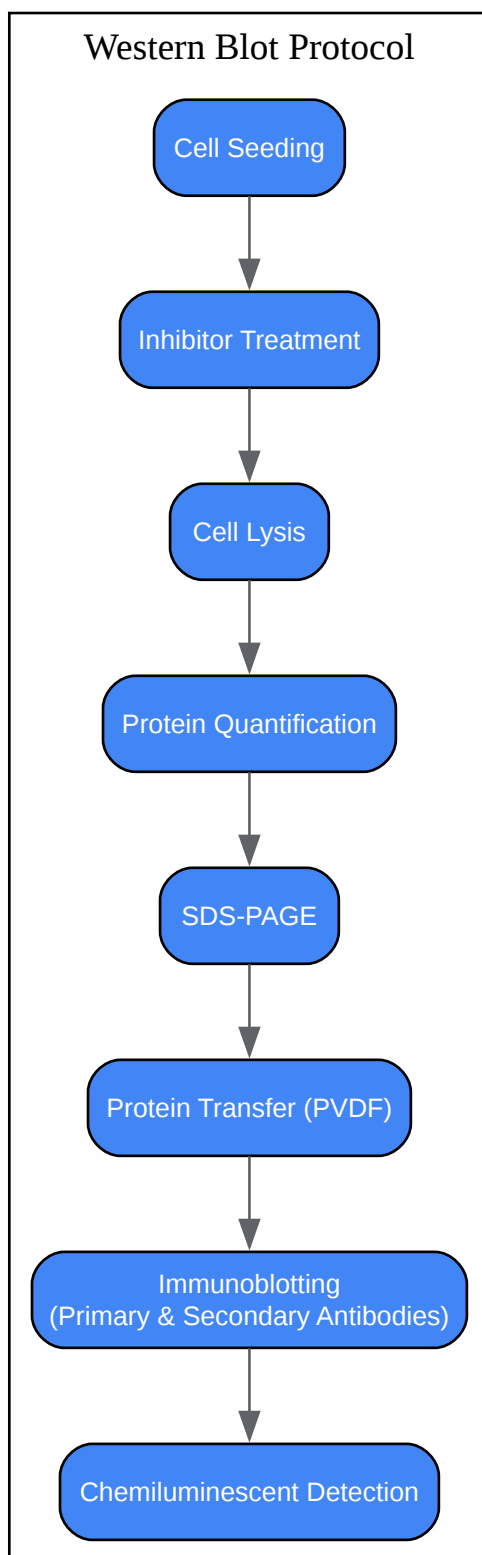 Western Blot Protocol
Cell Seeding
Inhibitor Treatment
Cell Lysis
Protein Quantification
SDS-PAGE
Protein Transfer (PVDF)
Immunoblotting
(Primary & Secondary Antibodies)
Chemiluminescent Detection